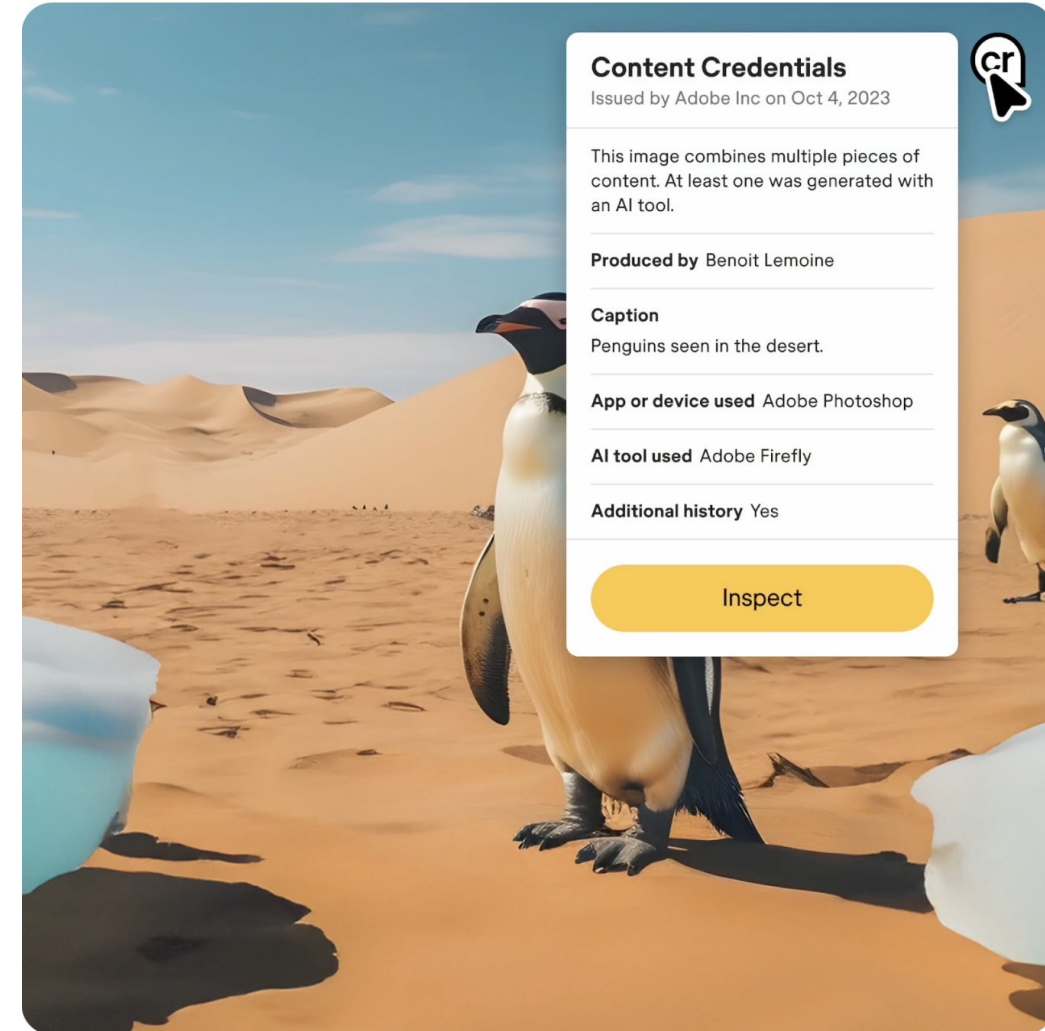 Content Credentials
Issued by Adobe Inc on Oct 4, 2023
cr
This image combines multiple pieces of
content. At least one was generated with
an AI tool.
Produced by Benoit Lemoine
Caption
Penguins seen in the desert.
App or device used Adobe Photoshop
AI tool used Adobe Firefly
Additional history Yes
Inspect